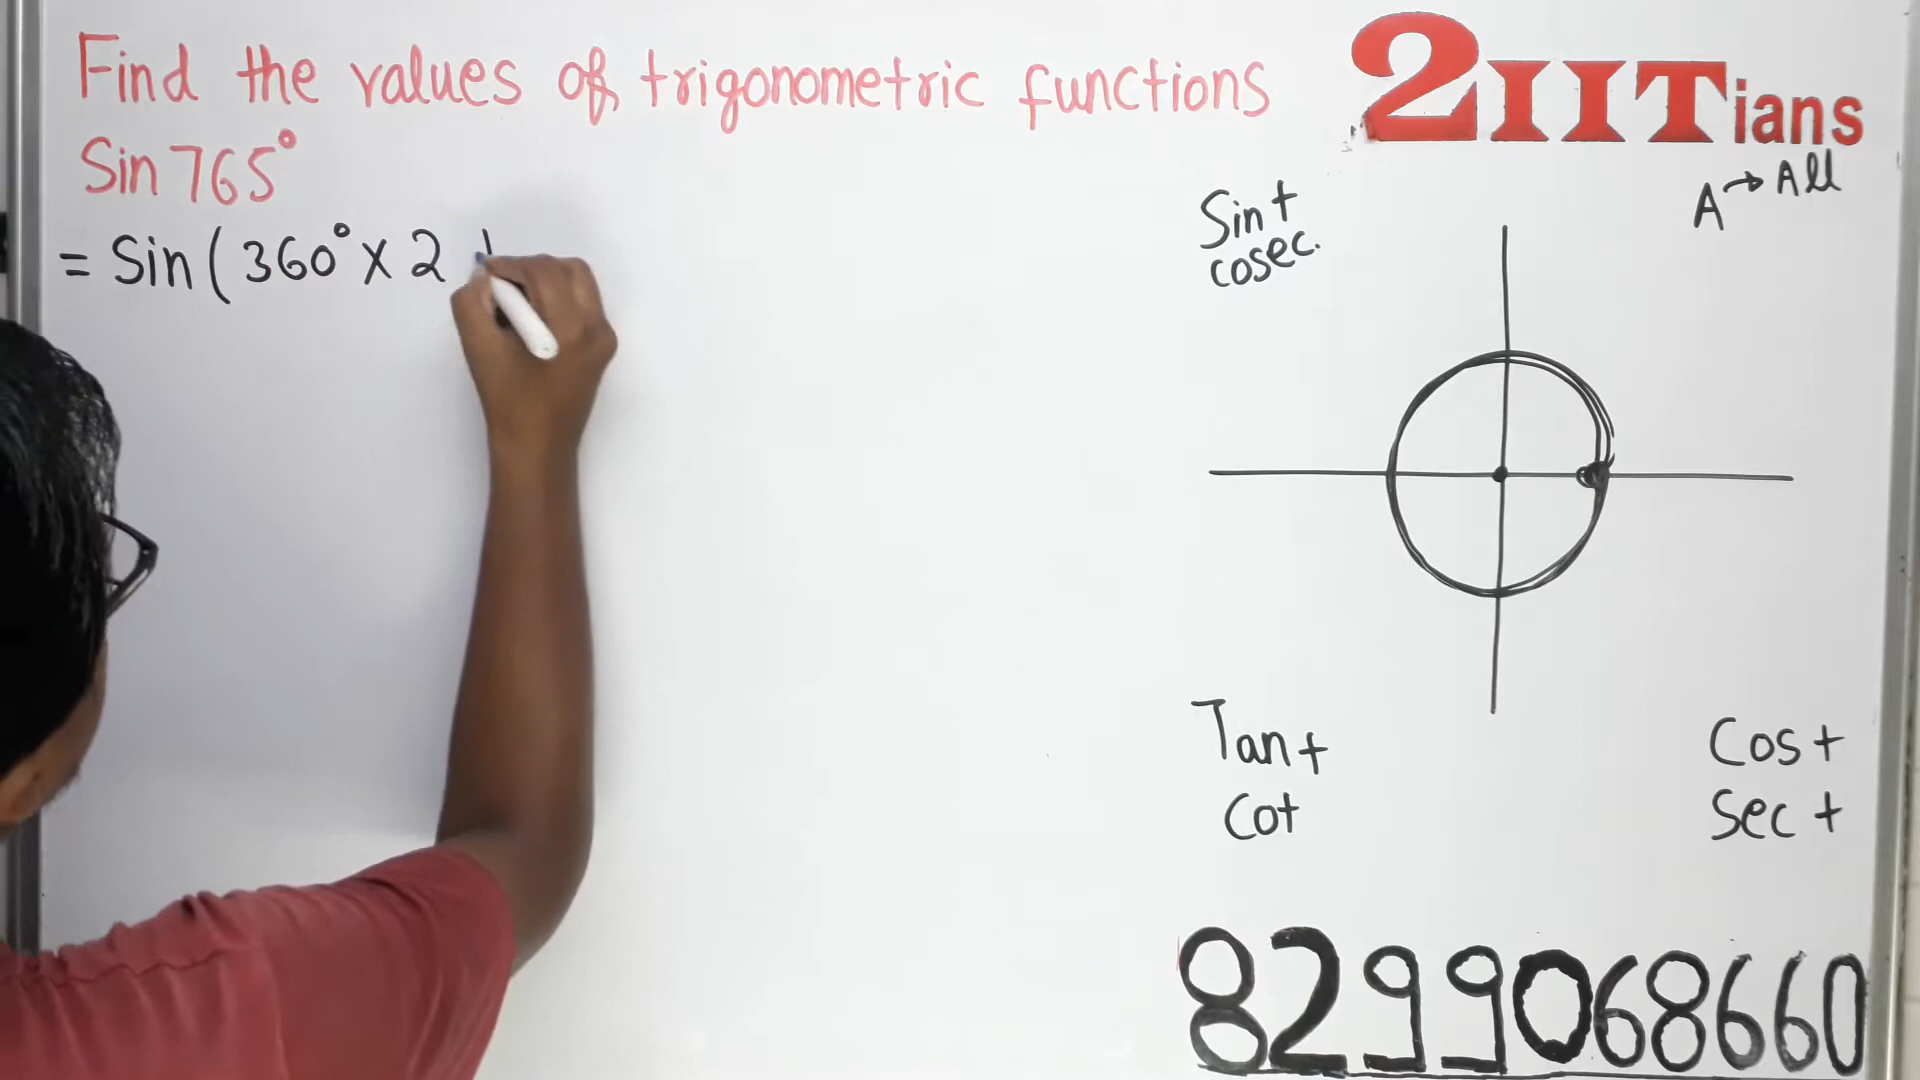 Find the values of trigonometric functions
Sin 765°
= Sin (360° × 2 +
2IITians
A → All
Sin +
cosec.
Tan +
Cot
Cos +
Sec +
8299068660